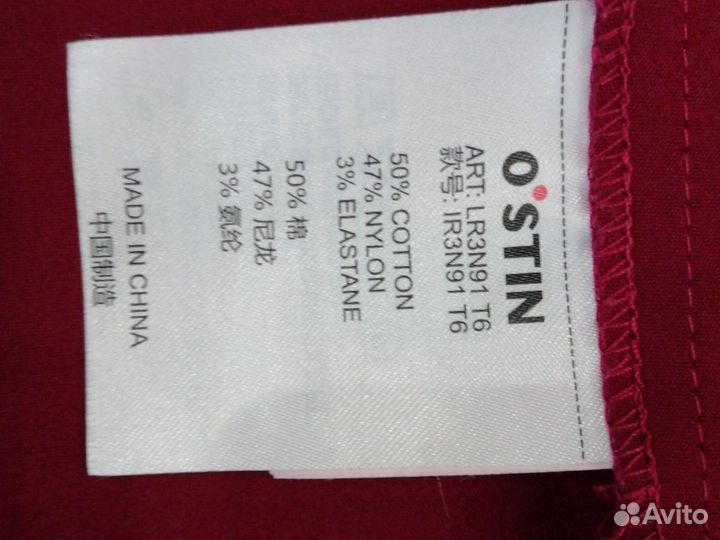 O'STIN
ART: LR3N91 T6
款号: IR3N91 T6
50% COTTON
47% NYLON
3% ELASTANE
50% 棉
47% 尼龙
3% 氨纶
MADE IN CHINA
中国制造
Avito